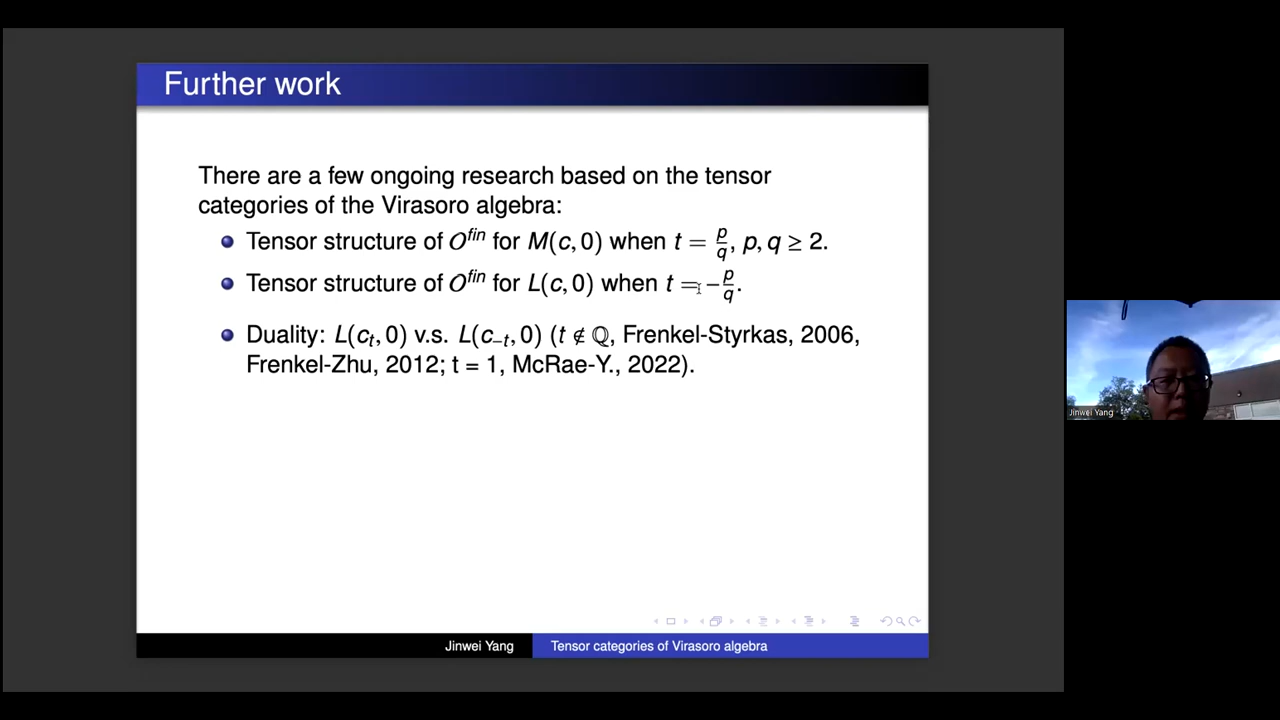 Further work
There are a few ongoing research based on the tensor
categories of the Virasoro algebra:
Tensor structure of 𝒪^fin for M(c, 0) when t = p/q, p, q ≥ 2.
Tensor structure of 𝒪^fin for L(c, 0) when t = −p/q.
Duality: L(c_t, 0) v.s. L(c_{−t}, 0) (t ∉ ℚ, Frenkel-Styrkas, 2006,
Frenkel-Zhu, 2012; t = 1, McRae-Y., 2022).
Jinwei Yang
Jinwei Yang Tensor categories of Virasoro algebra